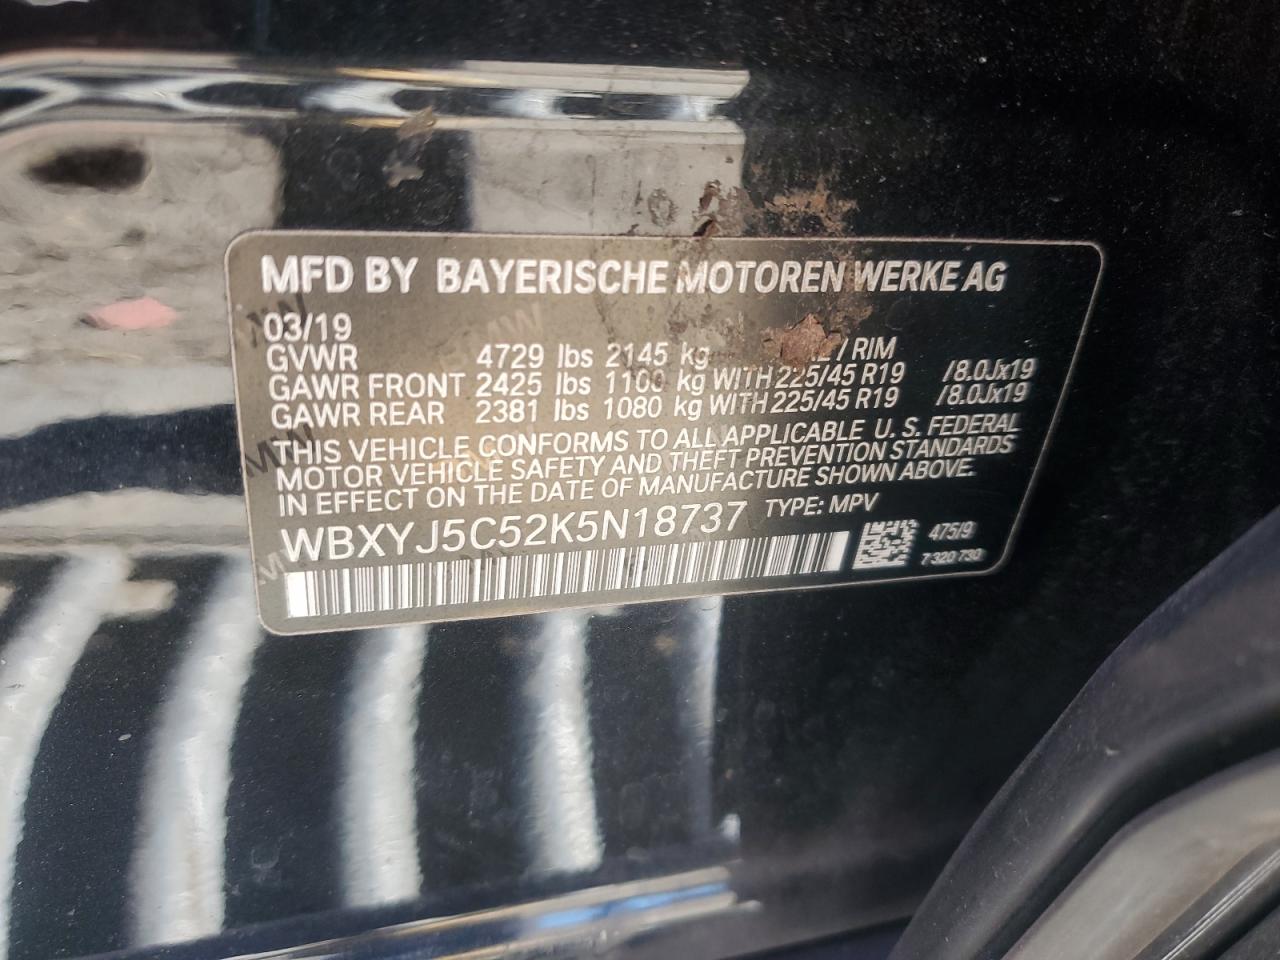 MFD BY BAYERISCHE MOTOREN WERKE AG
03/19
GVWR 4729 lbs 2145 kg / RIM
GAWR FRONT 2425 lbs 1100 kg WITH 225/45 R19 /8.0Jx19
GAWR REAR 2381 lbs 1080 kg WITH 225/45 R19 /8.0Jx19
THIS VEHICLE CONFORMS TO ALL APPLICABLE U. S. FEDERAL
MOTOR VEHICLE SAFETY AND THEFT PREVENTION STANDARDS
IN EFFECT ON THE DATE OF MANUFACTURE SHOWN ABOVE.
WBXYJ5C52K5N18737 TYPE: MPV
475/9
7 320 730